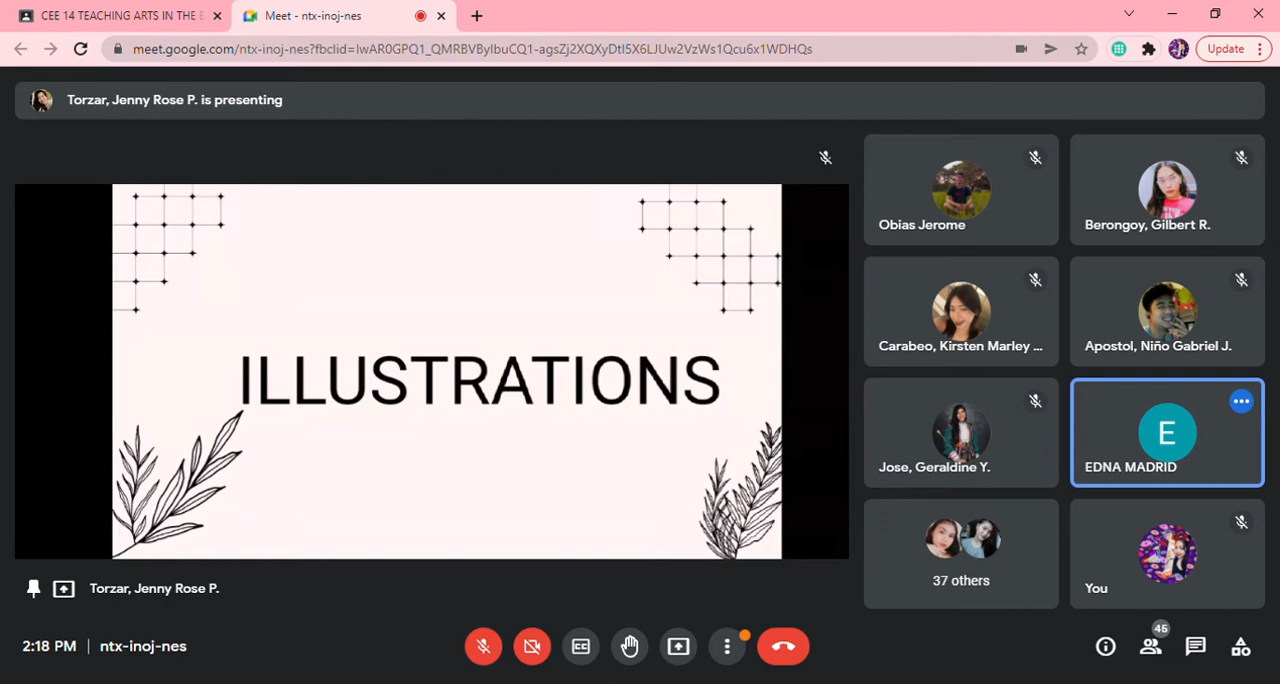 CEE 14 TEACHING ARTS IN THE E
Meet - ntx-inoj-nes
meet.google.com/ntx-inoj-nes?fbclid=IwAR0GPQ1_QMRBVByIbuCQ1-agsZj2XQXyDtI5X6LJUw2VzWs1Qcu6x1WDHQs
Update
Torzar, Jenny Rose P. is presenting
Obias Jerome
Berongoy, Gilbert R.
Carabeo, Kirsten Marley ...
Apostol, Niño Gabriel J.
ILLUSTRATIONS
Jose, Geraldine Y.
E
EDNA MADRID
37 others
You
Torzar, Jenny Rose P.
2:18 PM | ntx-inoj-nes
CC
45